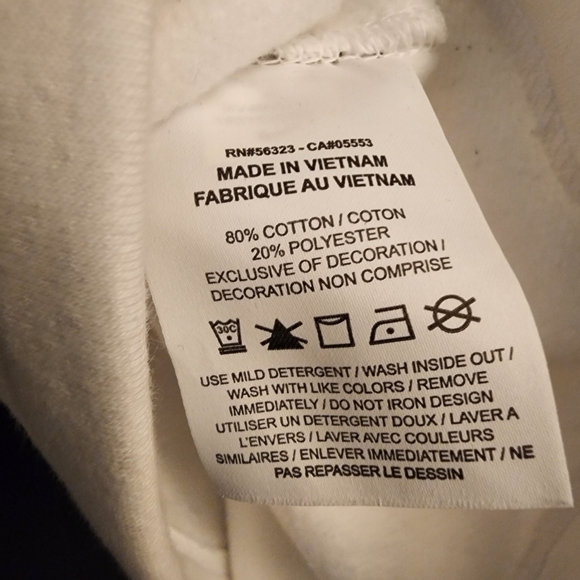 RN#56323 - CA#05553
MADE IN VIETNAM
FABRIQUE AU VIETNAM
80% COTTON / COTON
20% POLYESTER
EXCLUSIVE OF DECORATION /
DECORATION NON COMPRISE
30C
USE MILD DETERGENT / WASH INSIDE OUT /
WASH WITH LIKE COLORS / REMOVE
IMMEDIATELY / DO NOT IRON DESIGN
UTILISER UN DETERGENT DOUX / LAVER A
L'ENVERS / LAVER AVEC COULEURS
SIMILAIRES / ENLEVER IMMEDIATEMENT / NE
PAS REPASSER LE DESSIN